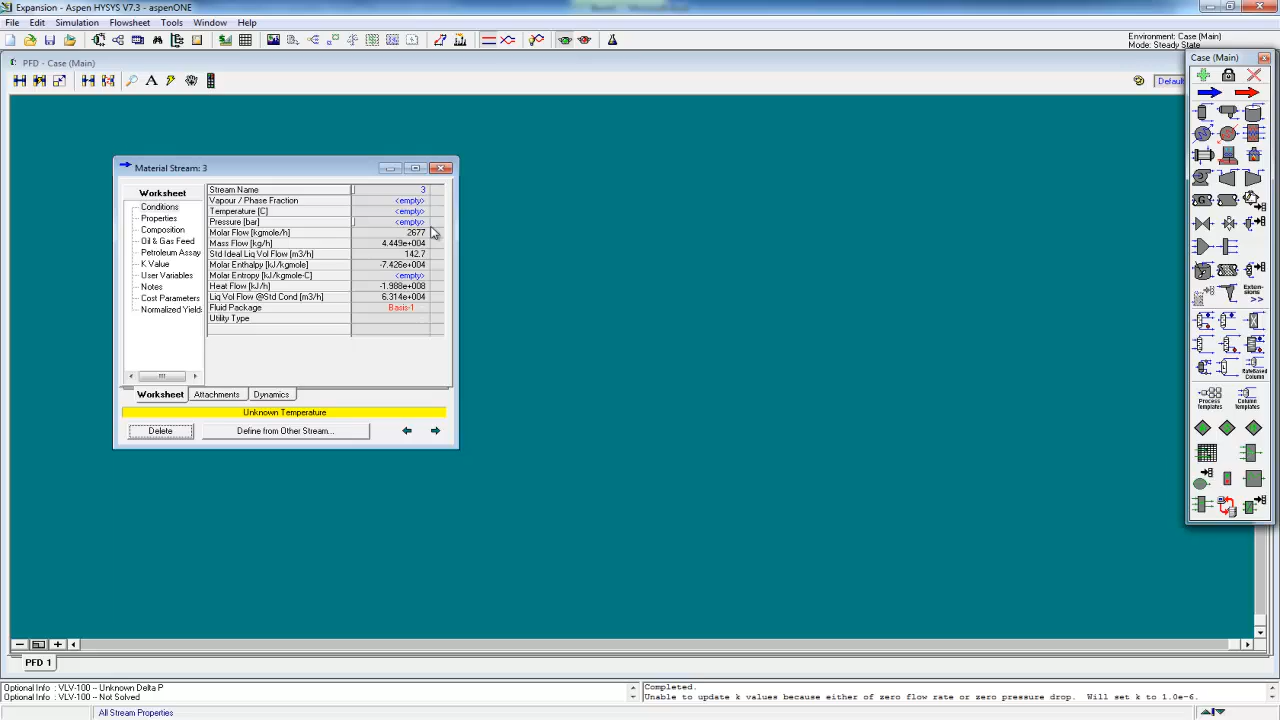 Expansion - Aspen HYSYS V7.3 - aspenONE
File Edit Simulation Flowsheet Tools Window Help
Environment: Case (Main)
Mode: Steady State
PFD - Case (Main)
Case (Main)
A
Default
Material Stream: 3
Worksheet
Conditions
Properties
Composition
Oil & Gas Feed
Petroleum Assay
K Value
User Variables
Notes
Cost Parameters
Normalized Yields
Stream Name 3
Vapour / Phase Fraction <empty>
Temperature [C] <empty>
Pressure [bar] <empty>
Molar Flow [kgmole/h] 2677
Mass Flow [kg/h] 4.449e+004
Std Ideal Liq Vol Flow [m3/h] 142.7
Molar Enthalpy [kJ/kgmole] -7.426e+004
Molar Entropy [kJ/kgmole-C] <empty>
Heat Flow [kJ/h] -1.988e+008
Liq Vol Flow @Std Cond [m3/h] 6.314e+004
Fluid Package Basis-1
Utility Type
Worksheet Attachments Dynamics
Unknown Temperature
Delete Define from Other Stream...
G
Extensions >>
Process Templates
Column Templates
PFD 1
Optional Info : VLV-100 -- Unknown Delta P
Optional Info : VLV-100 -- Not Solved
Completed.
Unable to update k values because either of zero flow rate or zero pressure drop. Will set k to 1.0e-6.
All Stream Properties